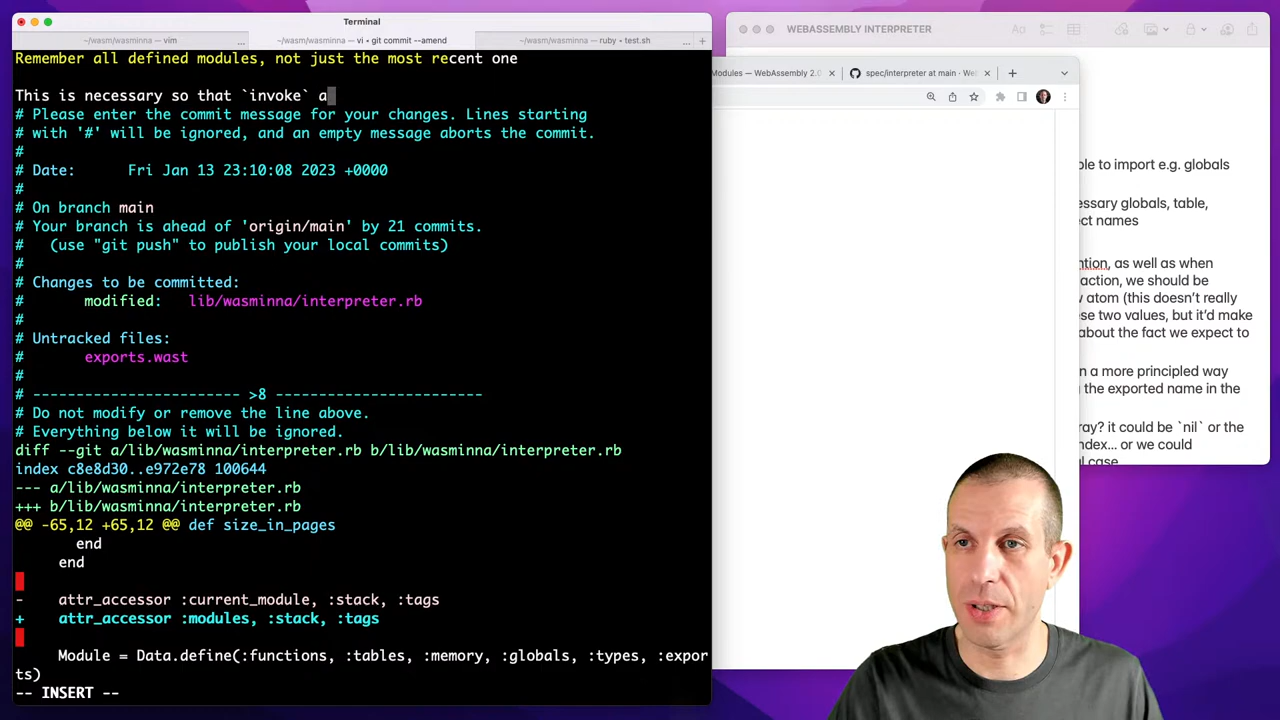 Terminal
~/wasm/wasminna — vim
...
~/wasm/wasminna — vi • git commit --amend
~/wasm/wasminna — ruby • test.sh
...
+
Remember all defined modules, not just the most recent one
This is necessary so that `invoke` a
# Please enter the commit message for your changes. Lines starting
# with '#' will be ignored, and an empty message aborts the commit.
#
# Date:      Fri Jan 13 23:10:08 2023 +0000
#
# On branch main
# Your branch is ahead of 'origin/main' by 21 commits.
#   (use "git push" to publish your local commits)
#
# Changes to be committed:
#       modified:   lib/wasminna/interpreter.rb
#
# Untracked files:
#       exports.wast
#
# ------------------------ >8 ------------------------
# Do not modify or remove the line above.
# Everything below it will be ignored.
diff --git a/lib/wasminna/interpreter.rb b/lib/wasminna/interpreter.rb
index c8e8d30..e972e78 100644
--- a/lib/wasminna/interpreter.rb
+++ b/lib/wasminna/interpreter.rb
@@ -65,12 +65,12 @@ def size_in_pages
end
end
-    attr_accessor :current_module, :stack, :tags
+    attr_accessor :modules, :stack, :tags
Module = Data.define(:functions, :tables, :memory, :globals, :types, :expor
ts)
-- INSERT --
WEBASSEMBLY INTERPRETER
Aa
Modules — WebAssembly 2.0
spec/interpreter at main · We
ble to import e.g. globals
essary globals, table,
ect names
ntion, as well as when
action, we should be
w atom (this doesn't really
ese two values, but it'd make
about the fact we expect to
n a more principled way
g the exported name in the
ray? it could be `nil` or the
ndex... or we could
al case